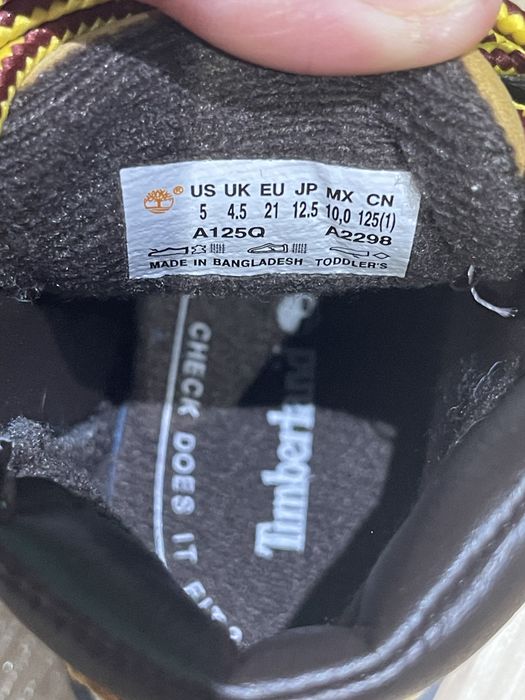 ® US UK EU JP MX CN
5 4.5 21 12.5 10,0 125(1)
A125Q A2298
MADE IN BANGLADESH TODDLER'S
CHECK DOES IT FIT?
Timberland